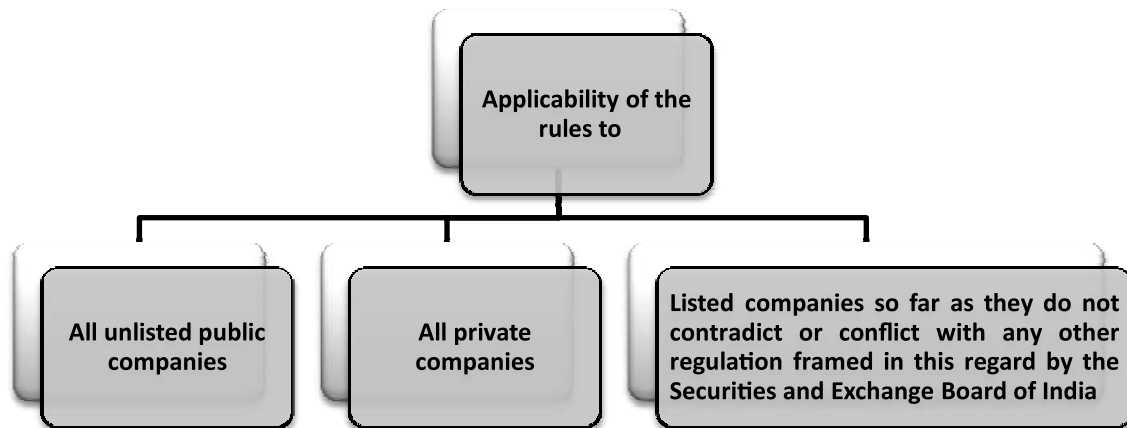 Applicability of the
rules to
All unlisted public
companies
All private
companies
Listed companies so far as they do not
contradict or conflict with any other
regulation framed in this regard by the
Securities and Exchange Board of India